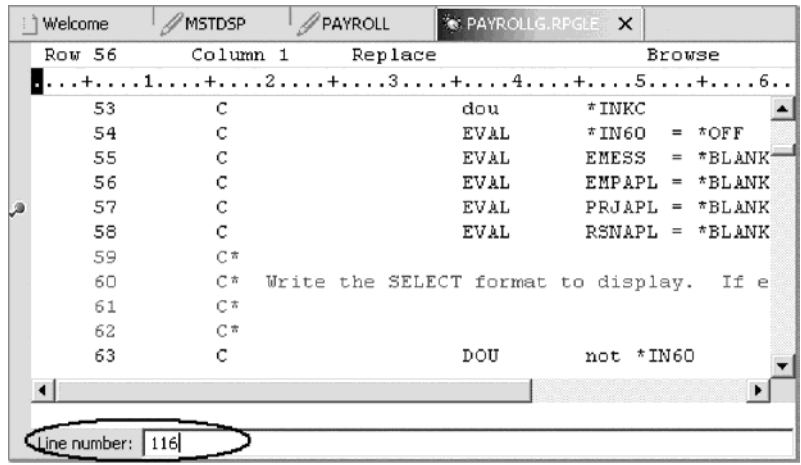 Welcome MSTDSP PAYROLL PAYROLLG.RPGLE X
Row 56 Column 1 Replace Browse
....+....1....+....2....+....3....+....4....+....5....+....6..
53 C dou *INKC
54 C EVAL *IN60 = *OFF
55 C EVAL EMESS = *BLANK
56 C EVAL EMPAPL = *BLANK
57 C EVAL PRJAPL = *BLANK
58 C EVAL RSNAPL = *BLANK
59 C*
60 C* Write the SELECT format to display. If e
61 C*
62 C*
63 C DOU not *IN60
Line number: 116